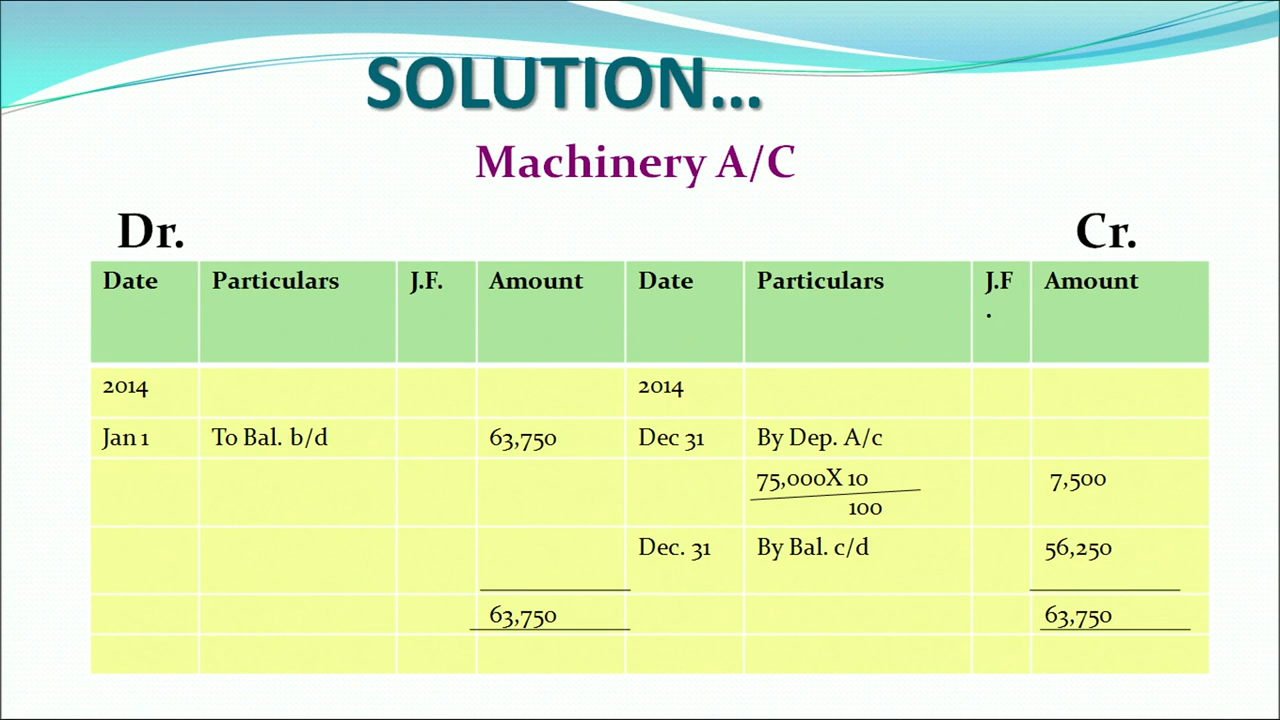 SOLUTION...
Machinery A/C
Dr. Cr.
Date Particulars J.F. Amount Date Particulars J.F Amount
.
2014 2014
Jan 1 To Bal. b/d 63,750 Dec 31 By Dep. A/c
75,000X 10 7,500
100
Dec. 31 By Bal. c/d 56,250
63,750 63,750